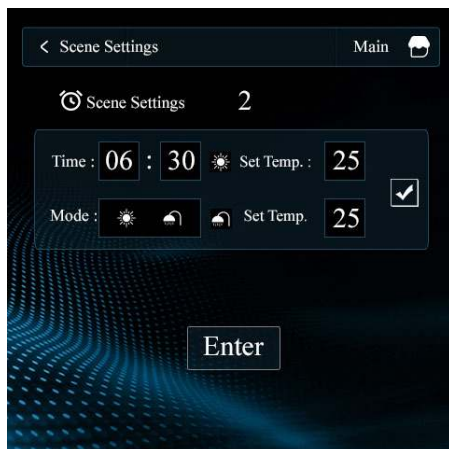 < Scene Settings Main
Scene Settings 2
Time : 06 : 30 Set Temp. : 25
Mode : Set Temp. 25
Enter